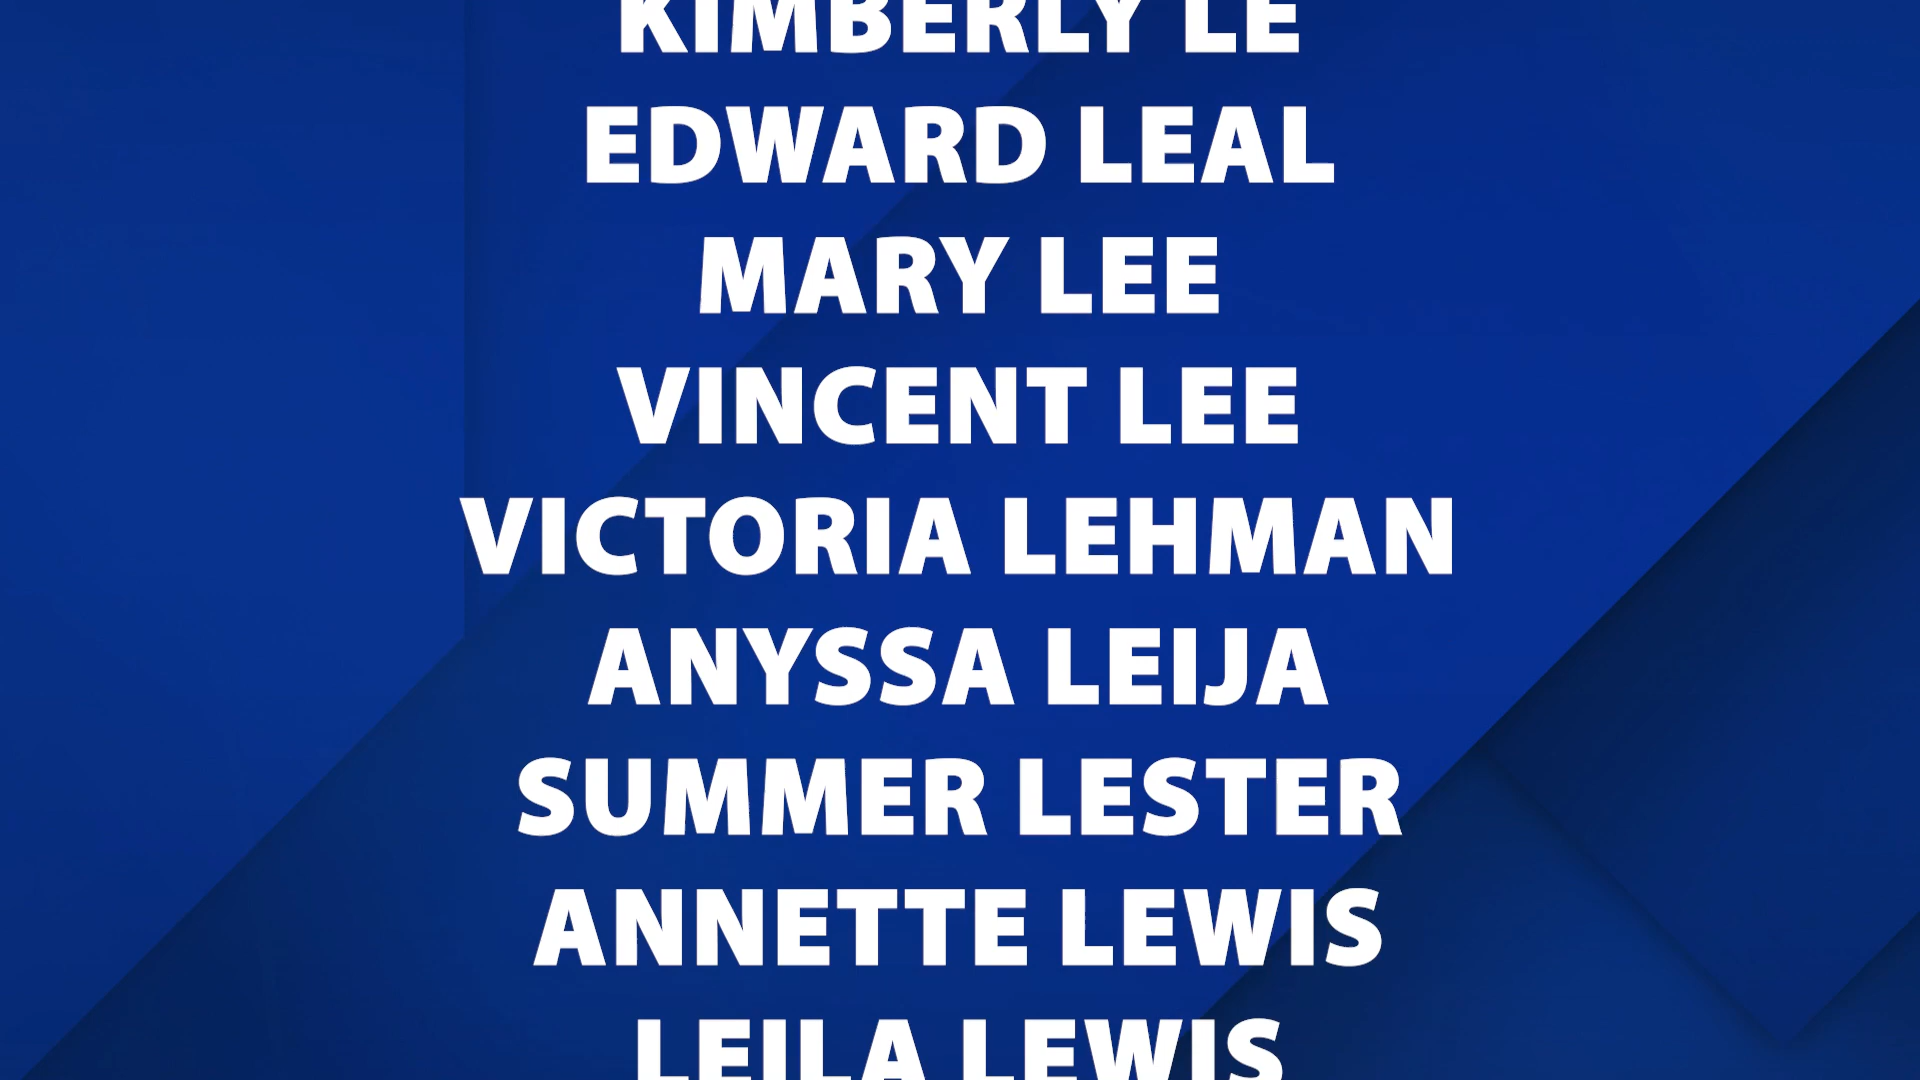 KIMBERLY LE
EDWARD LEAL
MARY LEE
VINCENT LEE
VICTORIA LEHMAN
ANYSSA LEIJA
SUMMER LESTER
ANNETTE LEWIS
LEILA LEWIS